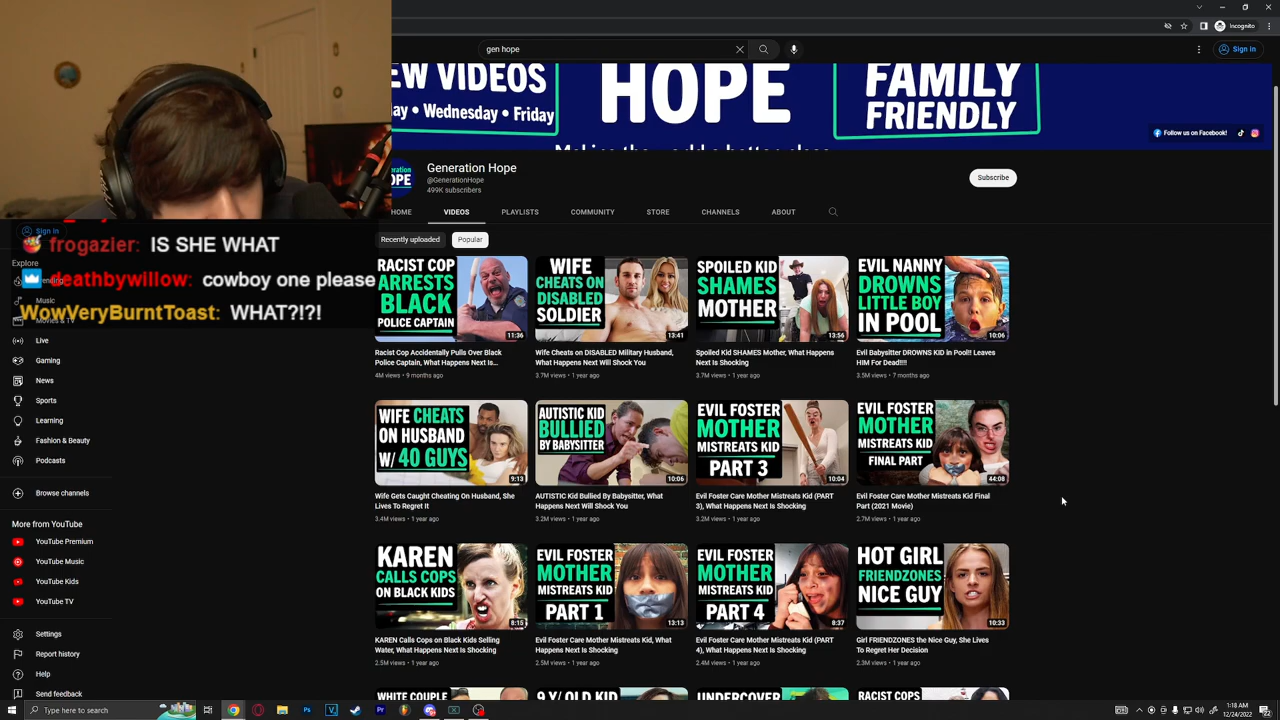 Incognito
gen hope
Sign in
EW VIDEOS
ay • Wednesday • Friday
HOPE
FAMILY
FRIENDLY
Follow us on Facebook!
Generation Hope
@GenerationHope
499K subscribers
Subscribe
HOME
VIDEOS
PLAYLISTS
COMMUNITY
STORE
CHANNELS
ABOUT
Recently uploaded
Popular
Sign in
frogazier: IS SHE WHAT
Explore
deathbywillow: cowboy one please
Music
WowVeryBurntToast: WHAT?!?!
Movies & TV
Live
Gaming
News
Sports
Learning
Fashion & Beauty
Podcasts
Browse channels
More from YouTube
YouTube Premium
YouTube Music
YouTube Kids
YouTube TV
Settings
Report history
Help
Send feedback
RACIST COP
ARRESTS
BLACK
POLICE CAPTAIN
11:36
Racist Cop Accidentally Pulls Over Black
Police Captain, What Happens Next Is...
4M views • 9 months ago
WIFE
CHEATS ON
DISABLED
SOLDIER
13:41
Wife Cheats on DISABLED Military Husband,
What Happens Next Will Shock You
3.7M views • 1 year ago
SPOILED KID
SHAMES
MOTHER
13:56
Spoiled Kid SHAMES Mother, What Happens
Next Is Shocking
3.7M views • 1 year ago
EVIL NANNY
DROWNS
LITTLE BOY
IN POOL
10:06
Evil Babysitter DROWNS KID in Pool!! Leaves
HIM For Dead!!!!
3.5M views • 7 months ago
WIFE CHEATS
ON HUSBAND
W/ 40 GUYS
9:13
Wife Gets Caught Cheating On Husband, She
Lives To Regret It
3.4M views • 1 year ago
AUTISTIC KID
BULLIED
BY BABYSITTER
10:06
AUTISTIC Kid Bullied By Babysitter, What
Happens Next Will Shock You
3.2M views • 1 year ago
EVIL FOSTER
MOTHER
MISTREATS KID
PART 3
10:04
Evil Foster Care Mother Mistreats Kid (PART
3), What Happens Next Is Shocking
3.2M views • 1 year ago
EVIL FOSTER
MOTHER
MISTREATS KID
FINAL PART
44:08
Evil Foster Care Mother Mistreats Kid Final
Part (2021 Movie)
2.7M views • 1 year ago
KAREN
CALLS COPS
ON BLACK KIDS
8:15
KAREN Calls Cops on Black Kids Selling
Water, What Happens Next Is Shocking
2.5M views • 1 year ago
EVIL FOSTER
MOTHER
MISTREATS KID
PART 1
13:13
Evil Foster Care Mother Mistreats Kid, What
Happens Next Is Shocking
2.5M views • 1 year ago
EVIL FOSTER
MOTHER
MISTREATS KID
PART 4
8:37
Evil Foster Care Mother Mistreats Kid (PART
4), What Happens Next Is Shocking
2.4M views • 1 year ago
HOT GIRL
FRIENDZONES
NICE GUY
10:33
Girl FRIENDZONES the Nice Guy, She Lives
To Regret Her Decision
2.3M views • 1 year ago
WHITE COUPLE
9 Y/ OLD KID
UNDERCOVER
RACIST COPS
Type here to search
1:18 AM
12/24/2022